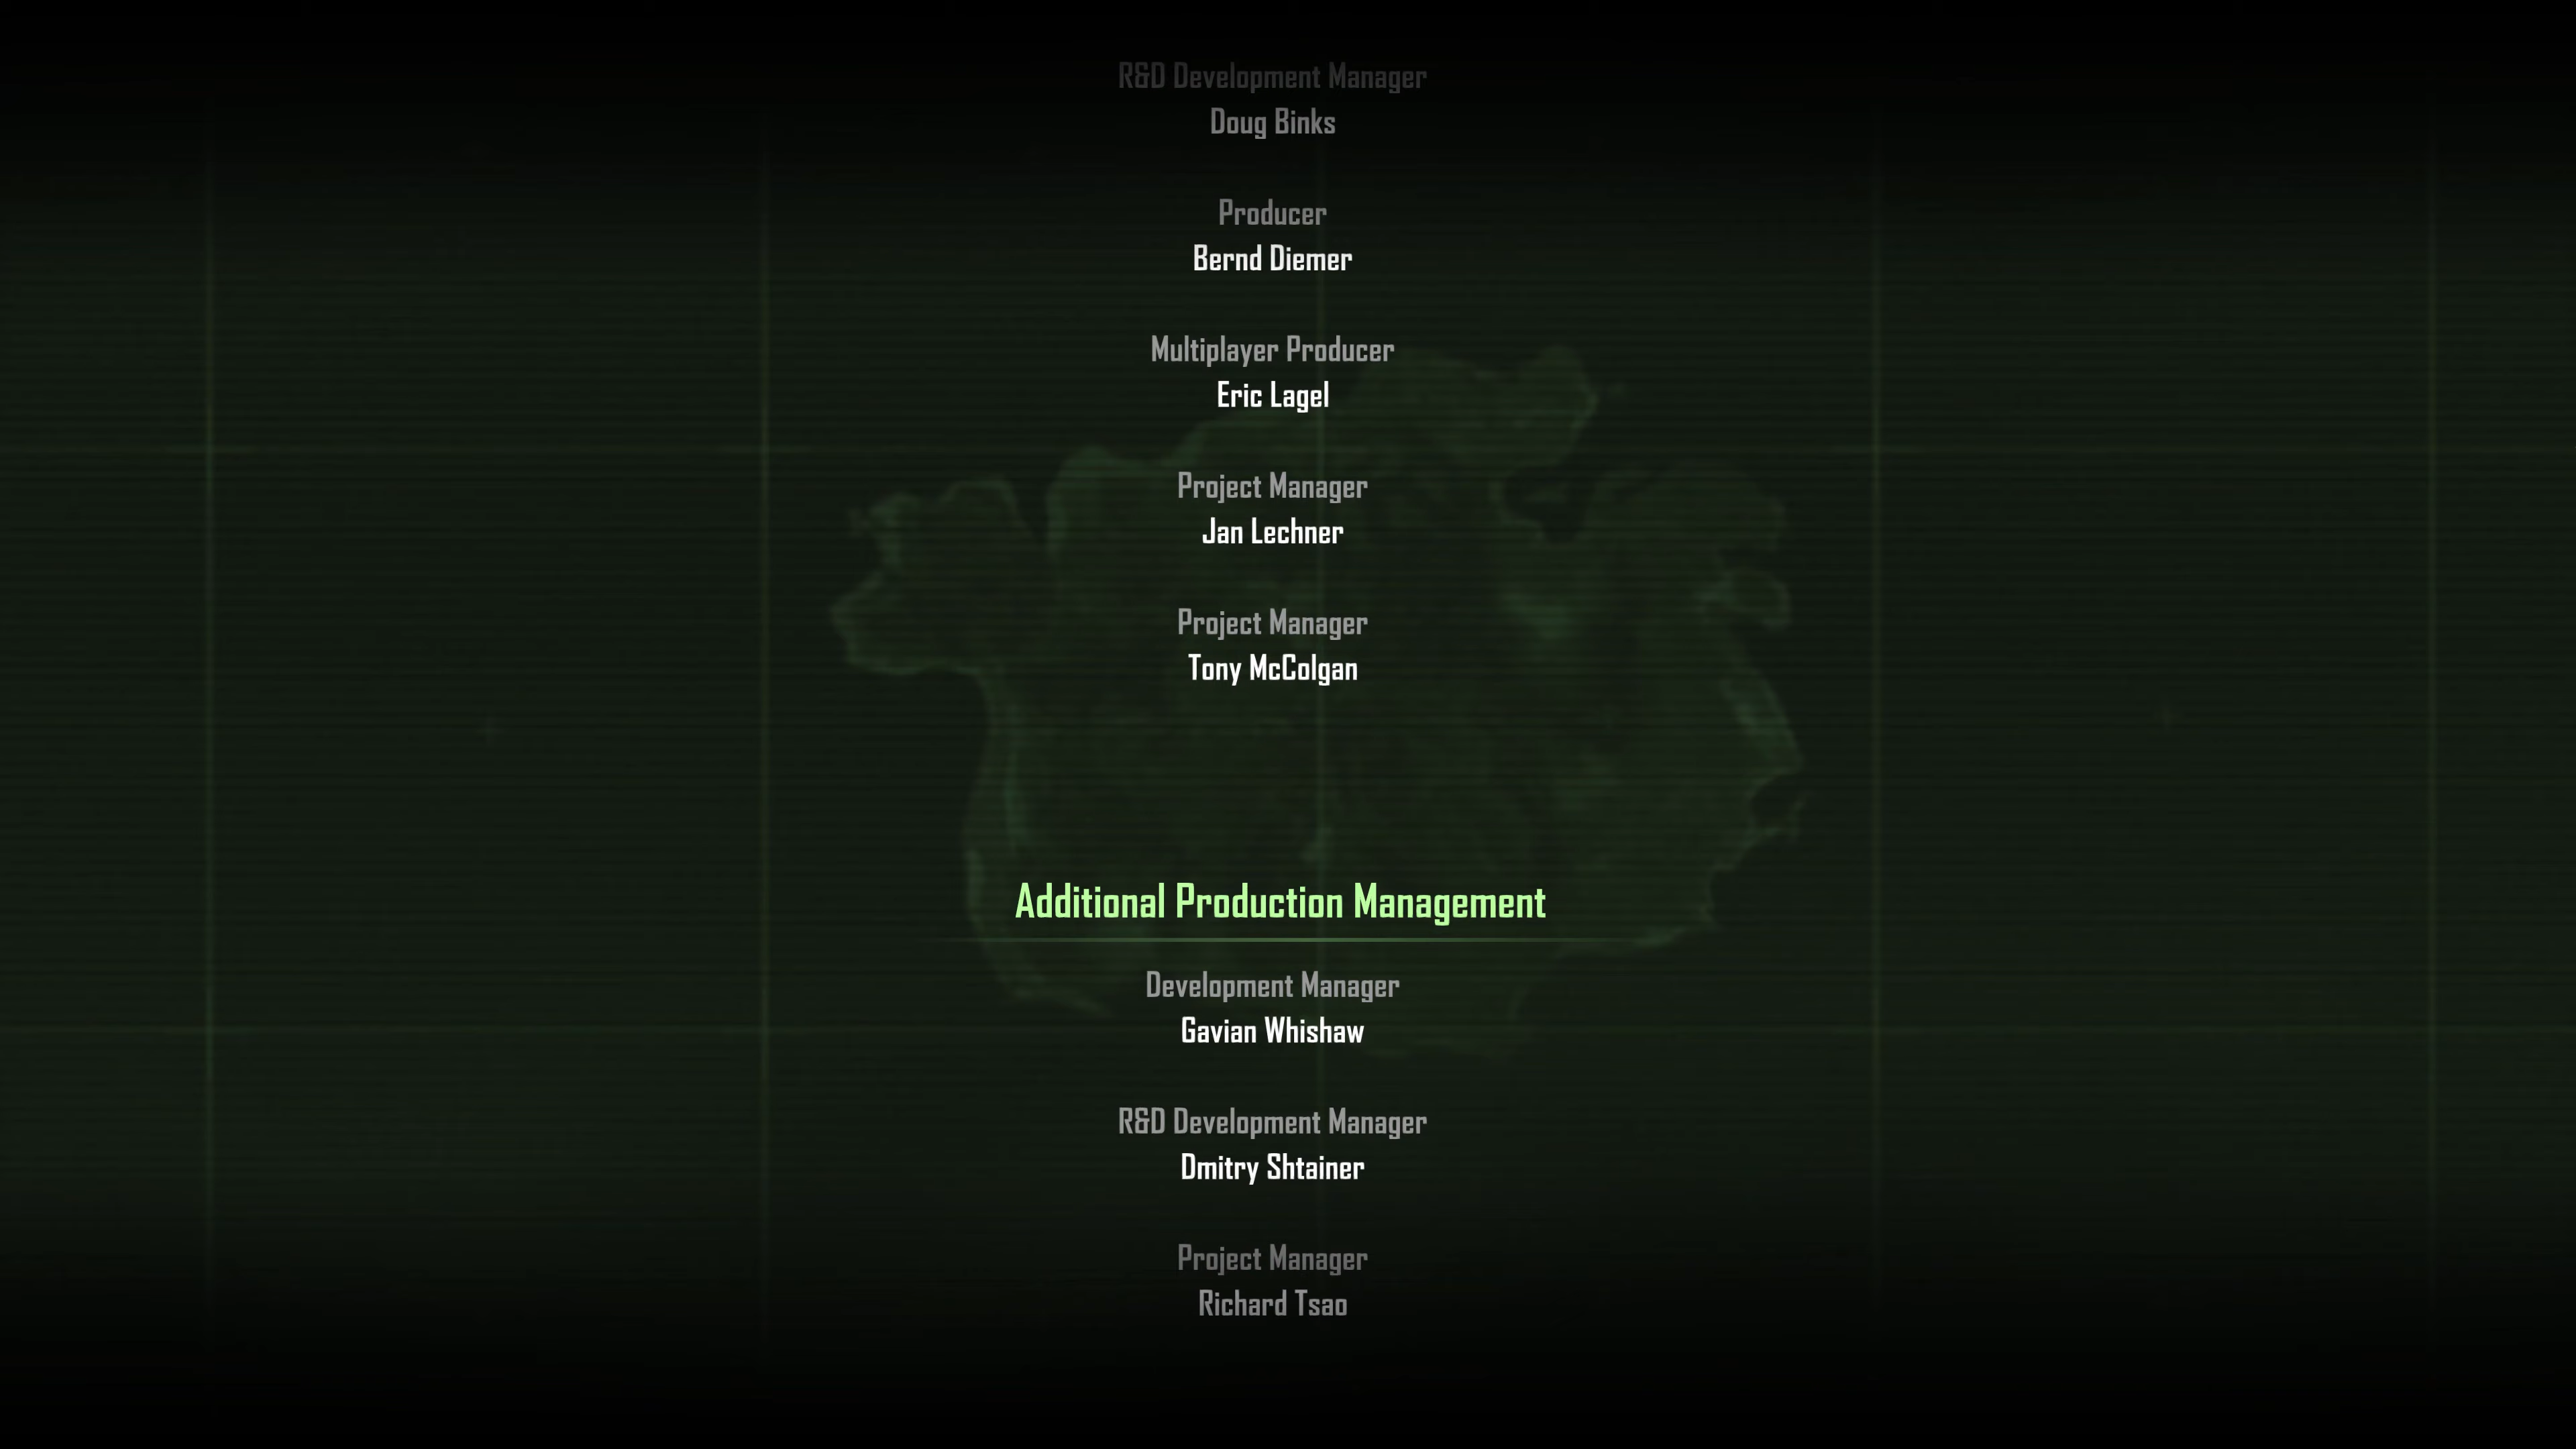 R&D Development Manager
Doug Binks
Producer
Bernd Diemer
Multiplayer Producer
Eric Lagel
Project Manager
Jan Lechner
Project Manager
Tony McColgan
Additional Production Management
Development Manager
Gavian Whishaw
R&D Development Manager
Dmitry Shtainer
Project Manager
Richard Tsao